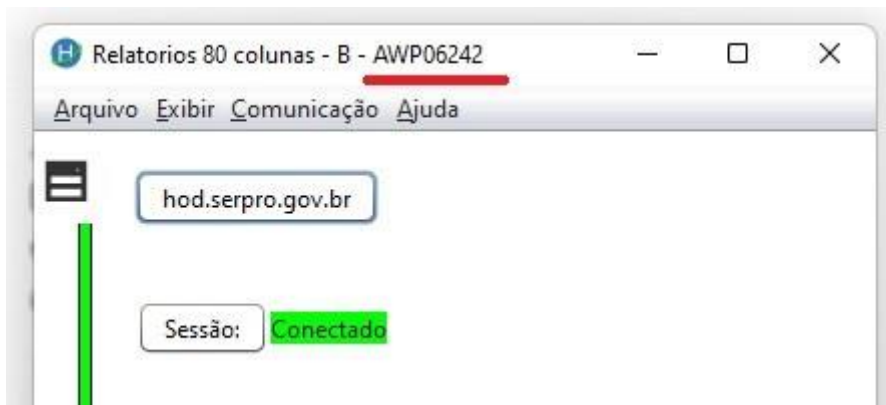 Relatorios 80 colunas - B - AWP06242
Arquivo Exibir Comunicação Ajuda
hod.serpro.gov.br
Sessão: Conectado